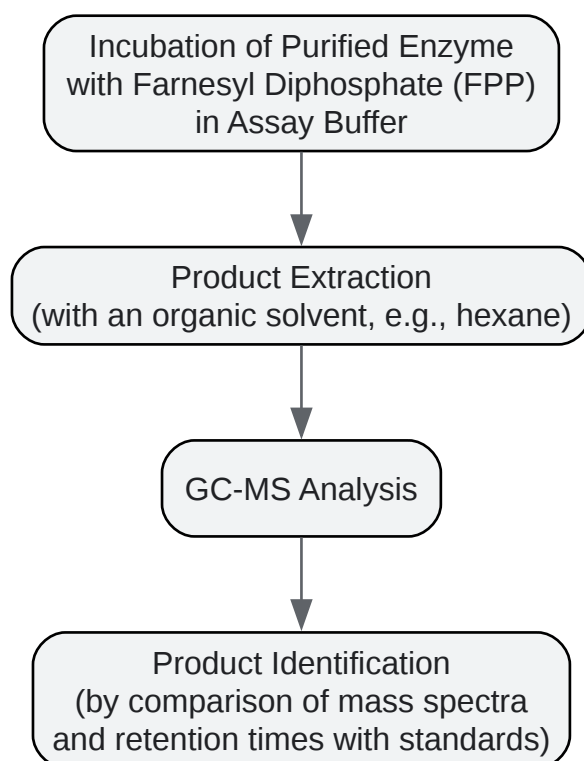 Incubation of Purified Enzyme
with Farnesyl Diphosphate (FPP)
in Assay Buffer
Product Extraction
(with an organic solvent, e.g., hexane)
GC-MS Analysis
Product Identification
(by comparison of mass spectra
and retention times with standards)